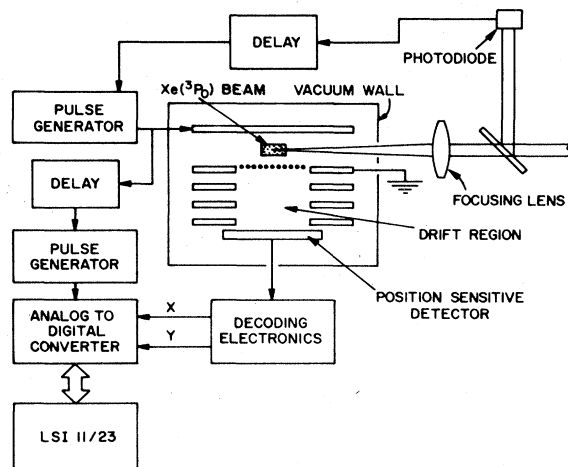 DELAY
PHOTODIODE
Xe(³P₀) BEAM
VACUUM WALL
PULSE
GENERATOR
DELAY
FOCUSING LENS
PULSE
GENERATOR
DRIFT REGION
POSITION SENSITIVE
DETECTOR
ANALOG TO
DIGITAL
CONVERTER
X
Y
DECODING
ELECTRONICS
LSI 11/23